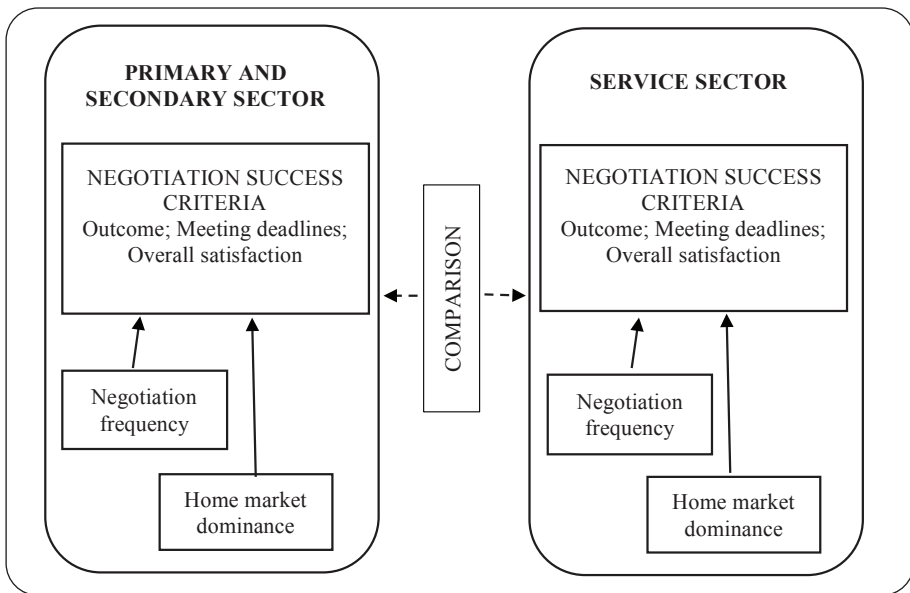 PRIMARY AND
SECONDARY SECTOR
NEGOTIATION SUCCESS
CRITERIA
Outcome; Meeting deadlines;
Overall satisfaction
Negotiation
frequency
Home market
dominance
COMPARISON
SERVICE SECTOR
NEGOTIATION SUCCESS
CRITERIA
Outcome; Meeting deadlines;
Overall satisfaction
Negotiation
frequency
Home market
dominance